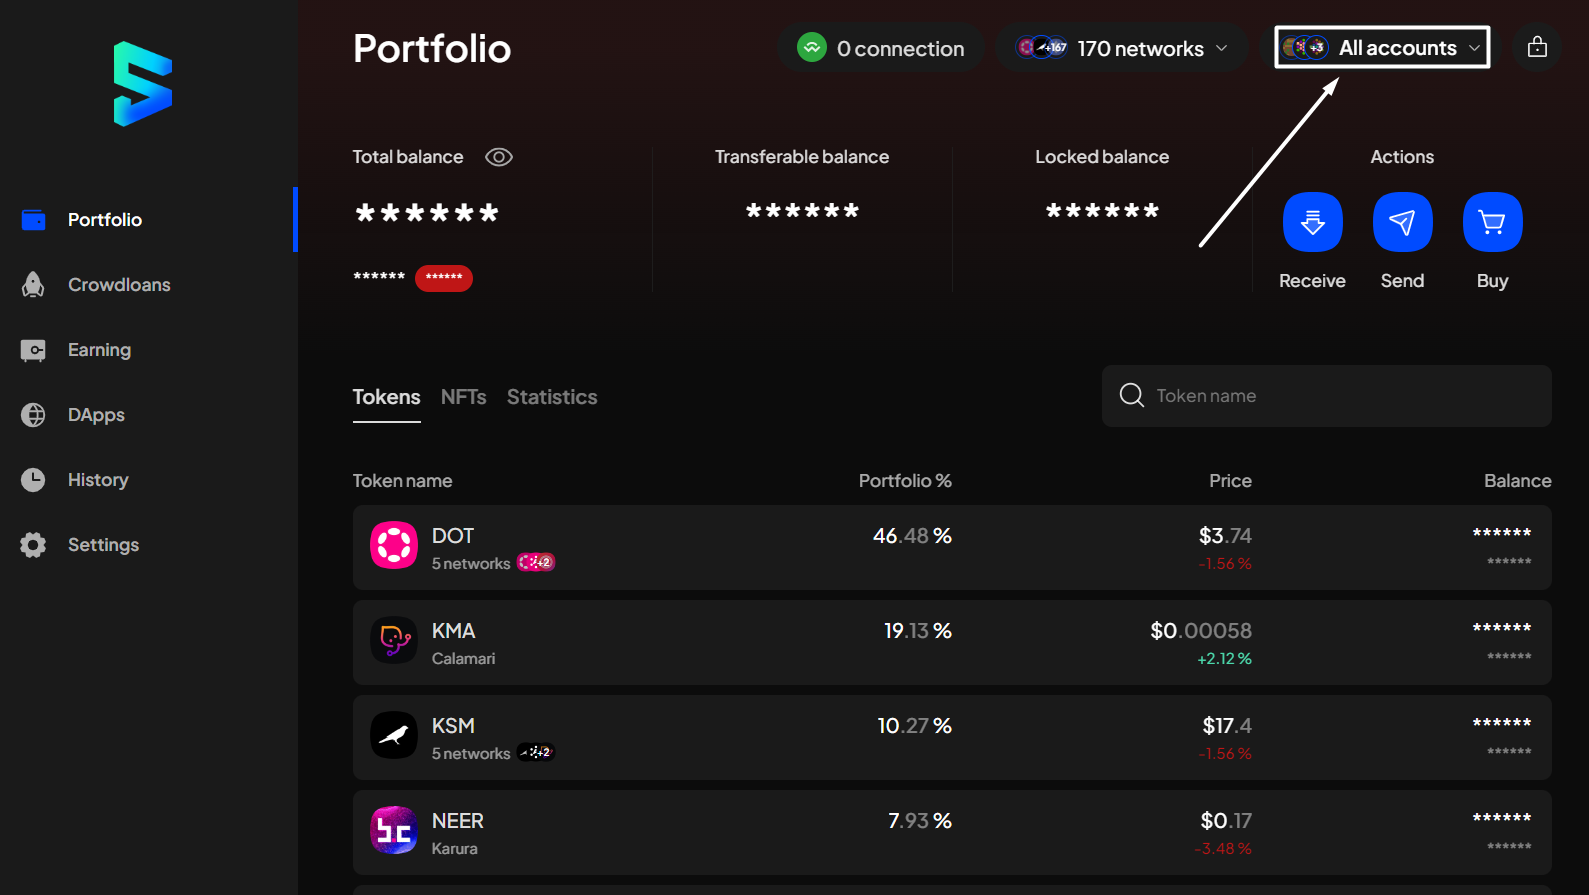 Portfolio
0 connection
+167 170 networks
+3 All accounts
Total balance
Transferable balance
Locked balance
Actions
******
******
******
****** ******
Receive
Send
Buy
Portfolio
Crowdloans
Earning
DApps
History
Settings
Tokens
NFTs
Statistics
Token name
Token name
Portfolio %
Price
Balance
DOT
46.48 %
$3.74
******
5 networks +2
-1.56 %
******
KMA
19.13 %
$0.00058
******
Calamari
+2.12 %
******
KSM
10.27 %
$17.4
******
5 networks +2
-1.56 %
******
NEER
7.93 %
$0.17
******
Karura
-3.48 %
******